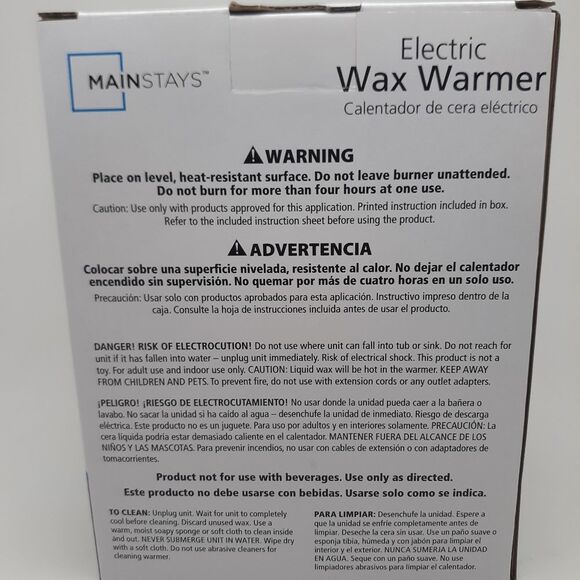 MAINSTAYS™
Electric
Wax Warmer
Calentador de cera eléctrico
⚠WARNING
Place on level, heat-resistant surface. Do not leave burner unattended.
Do not burn for more than four hours at one use.
Caution: Use only with products approved for this application. Printed instruction included in box.
Refer to the included instruction sheet before using the product.
⚠ADVERTENCIA
Colocar sobre una superficie nivelada, resistente al calor. No dejar el calentador
encendido sin supervisión. No quemar por más de cuatro horas en un solo uso.
Precaución: Usar solo con productos aprobados para esta aplicación. Instructivo impreso dentro de la
caja. Consulte la hoja de instrucciones incluida antes de usar el producto.
DANGER! RISK OF ELECTROCUTION! Do not use where unit can fall into tub or sink. Do not reach for
unit if it has fallen into water – unplug unit immediately. Risk of electrical shock. This product is not a
toy. For adult use and indoor use only. CAUTION: Liquid wax will be hot in the warmer. KEEP AWAY
FROM CHILDREN AND PETS. To prevent fire, do not use with extension cords or any outlet adapters.
¡PELIGRO! ¡RIESGO DE ELECTROCUTAMIENTO! No usar donde la unidad pueda caer a la bañera o
lavabo. No sacar la unidad si ha caído al agua – desenchufe la unidad de inmediato. Riesgo de descarga
eléctrica. Este producto no es un juguete. Para uso por adultos y en interiores solamente. PRECAUCIÓN: La
cera líquida podría estar demasiado caliente en el calentador. MANTENER FUERA DEL ALCANCE DE LOS
NIÑOS Y LAS MASCOTAS. Para prevenir incendios, no usar con cables de extensión o con adaptadores de
tomacorrientes.
Product not for use with beverages. Use only as directed.
Este producto no debe usarse con bebidas. Usarse solo como se indica.
TO CLEAN: Unplug unit. Wait for unit to completely
cool before cleaning. Discard unused wax. Use a
warm, moist soapy sponge or soft cloth to clean inside
and out. NEVER SUBMERGE UNIT IN WATER. Wipe dry
with a soft cloth. Do not use abrasive cleaners for
cleaning warmer.
PARA LIMPIAR: Desenchufe la unidad. Espere a
que la unidad se enfríe completamente antes de
limpiar. Deseche la cera sin usar. Use un paño suave o
esponja tibia, húmeda y con jabón para limpiar el
interior y el exterior. NUNCA SUMERJA LA UNIDAD
EN AGUA. Seque con un paño suave. No use
limpiadores abrasivos para limpiar el calentador.